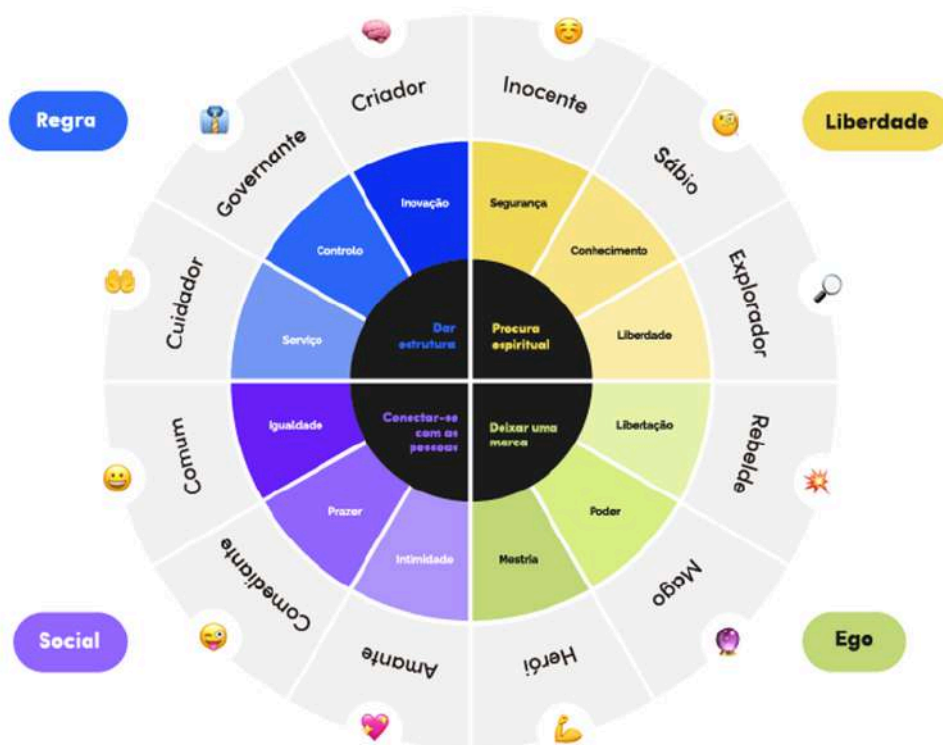 Regra
Liberdade
Social
Ego
Criador
Inocente
Sábio
Explorador
Rebelde
Mago
Herói
Amante
Comediante
Comum
Cuidador
Governante
Inovação
Segurança
Conhecimento
Liberdade
Libertação
Poder
Mestria
Intimidade
Prazer
Igualdade
Serviço
Controlo
Dar
estrutura
Procura
espiritual
Conectar-se
com as
pessoas
Deixar uma
marca